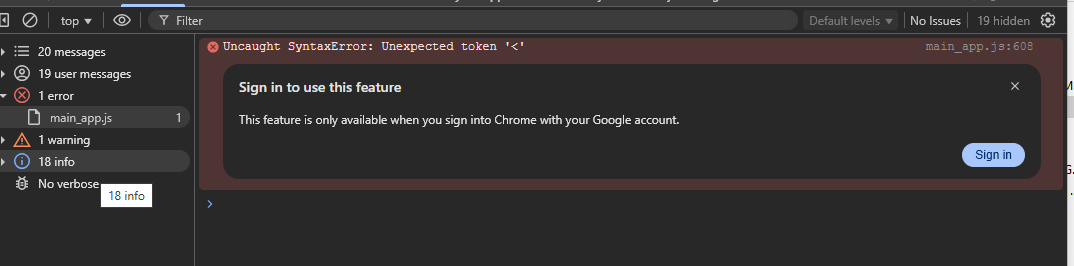 top
Filter
Default levels
No Issues
19 hidden
20 messages
19 user messages
1 error
main_app.js
1
1 warning
18 info
No verbose
18 info
Uncaught SyntaxError: Unexpected token '<'
main_app.js:608
Sign in to use this feature
This feature is only available when you sign into Chrome with your Google account.
Sign in